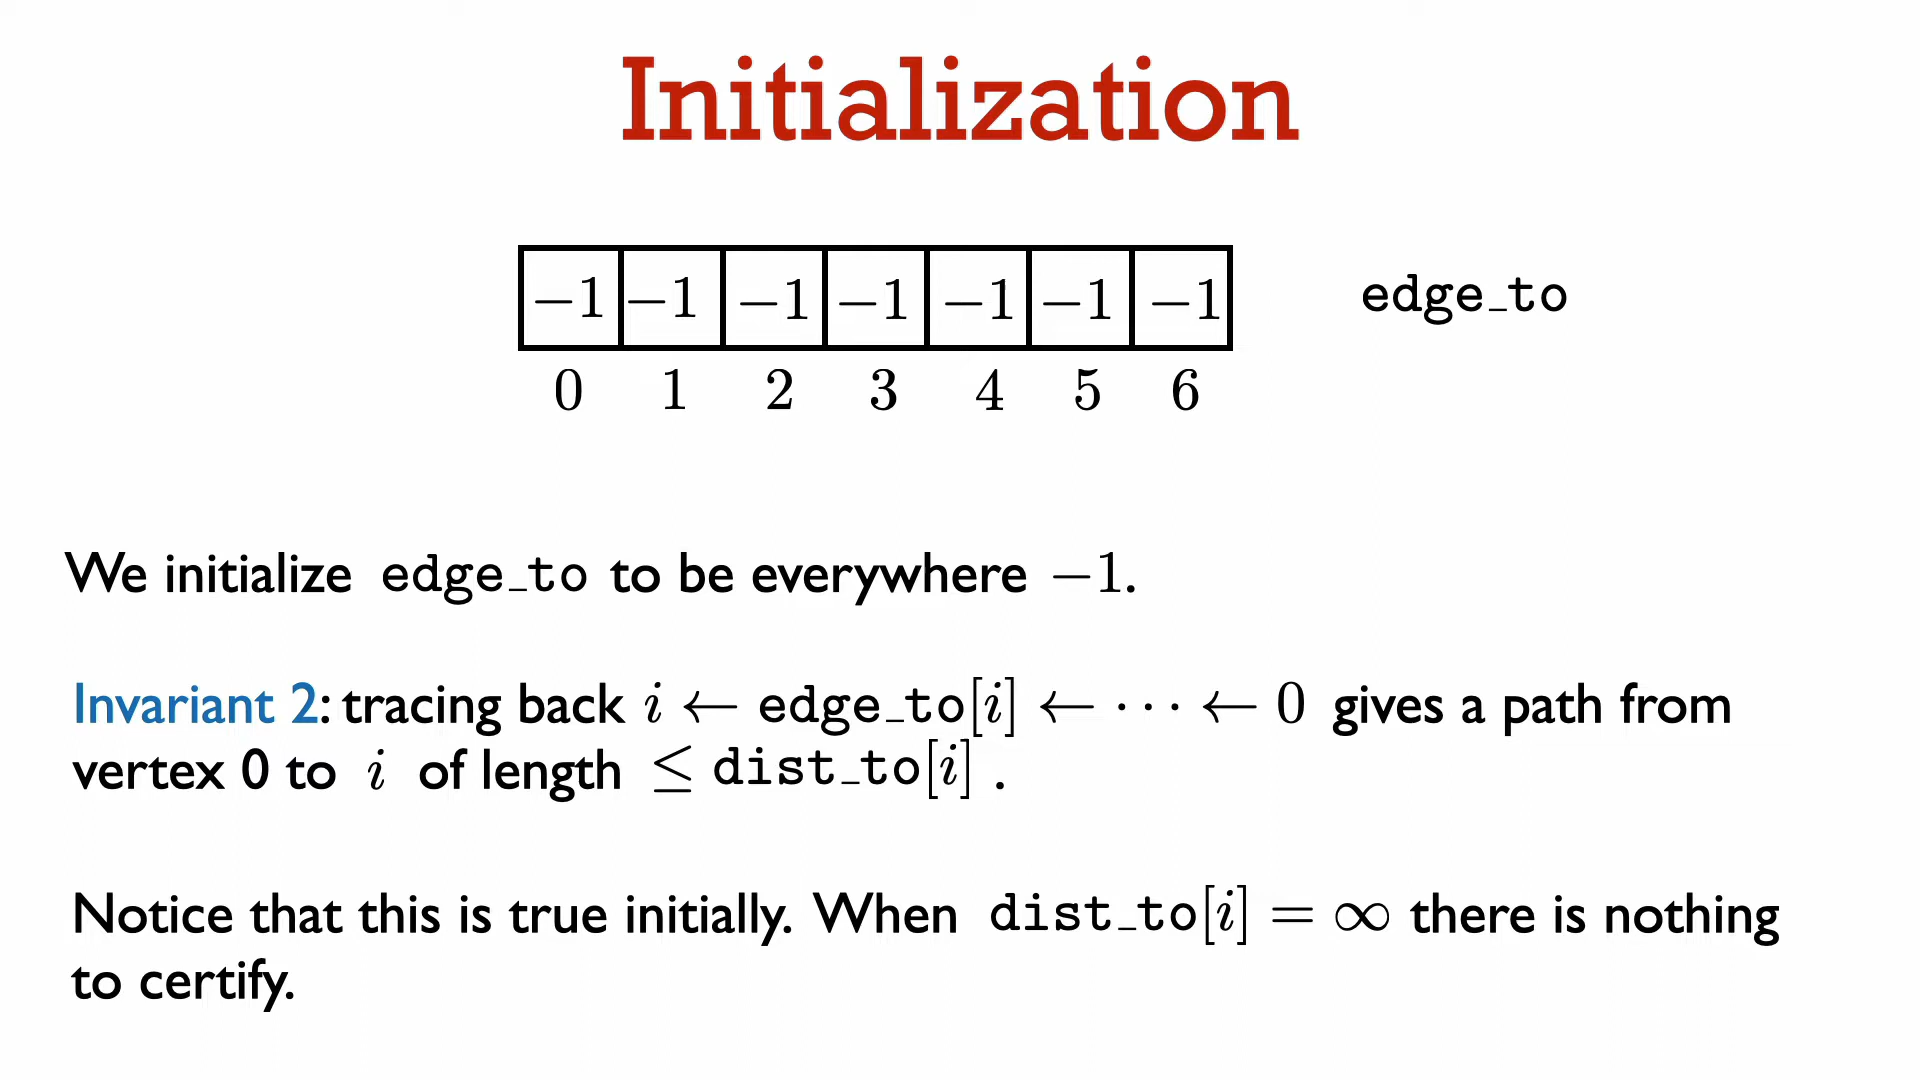 Initialization
−1 −1 −1 −1 −1 −1 −1 edge_to
0 1 2 3 4 5 6
We initialize edge_to to be everywhere −1.
Invariant 2: tracing back i ← edge_to[i] ← ··· ← 0 gives a path from
vertex 0 to i of length ≤ dist_to[i] .
Notice that this is true initially. When dist_to[i] = ∞ there is nothing
to certify.